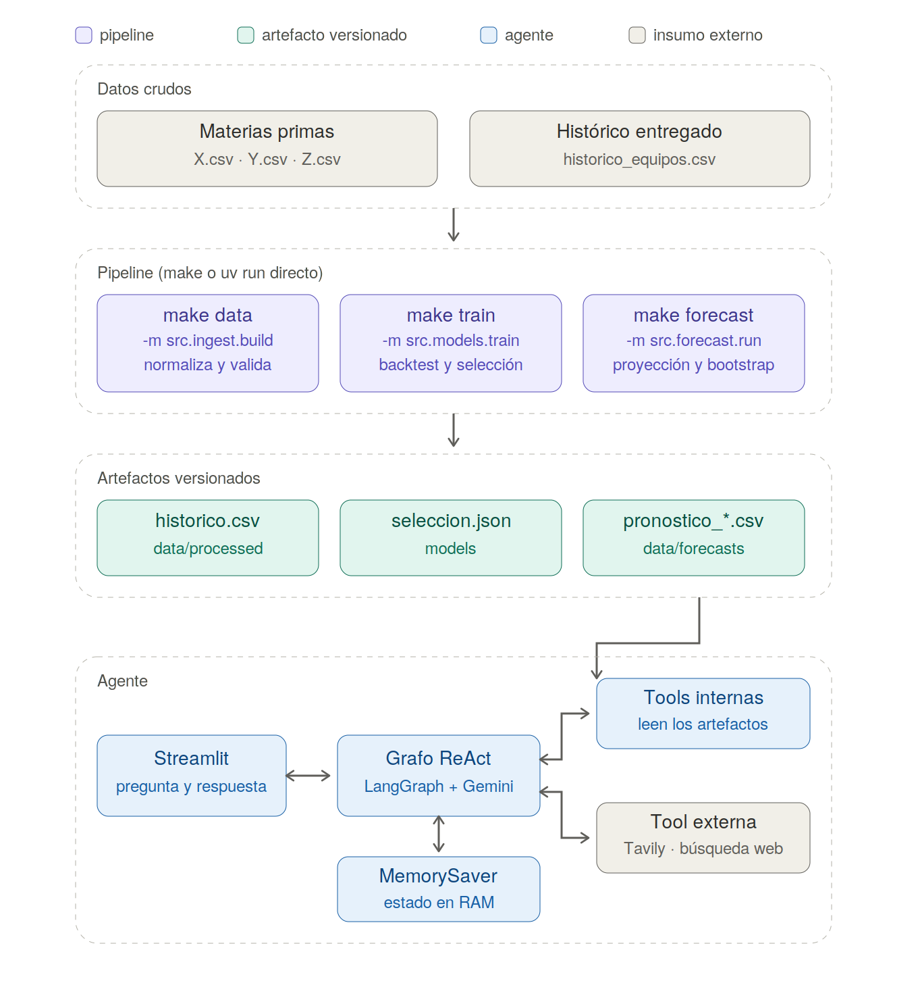 pipeline
artefacto versionado
agente
insumo externo
Datos crudos
Materias primas
X.csv · Y.csv · Z.csv
Histórico entregado
historico_equipos.csv
Pipeline (make o uv run directo)
make data
-m src.ingest.build
normaliza y valida
make train
-m src.models.train
backtest y selección
make forecast
-m src.forecast.run
proyección y bootstrap
Artefactos versionados
historico.csv
data/processed
seleccion.json
models
pronostico_*.csv
data/forecasts
Agente
Tools internas
leen los artefactos
Streamlit
pregunta y respuesta
Grafo ReAct
LangGraph + Gemini
Tool externa
Tavily · búsqueda web
MemorySaver
estado en RAM